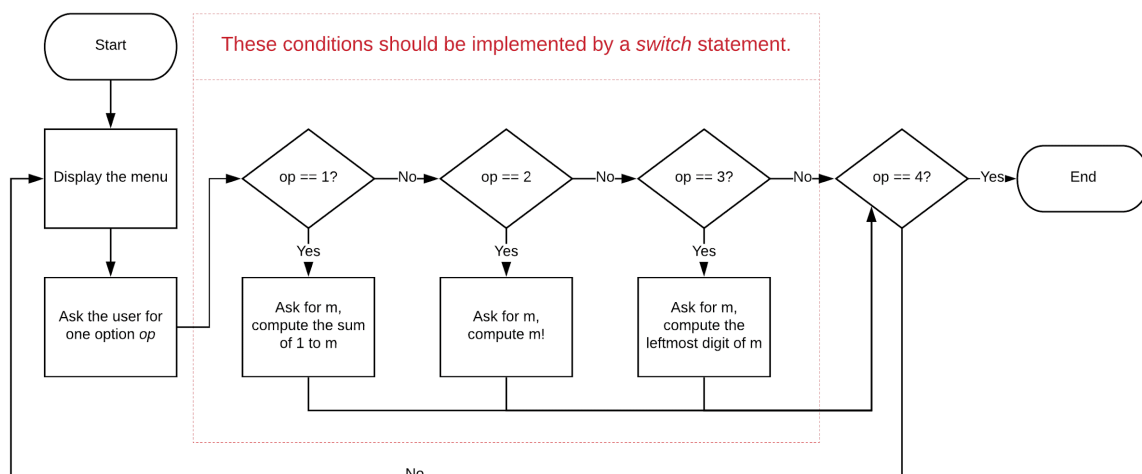 Start
These conditions should be implemented by a switch statement.
Display the menu
op == 1?
No
op == 2
No
op == 3?
No
op == 4?
Yes
End
Yes
Yes
Yes
Ask the user for
one option op
Ask for m,
compute the sum
of 1 to m
Ask for m,
compute m!
Ask for m,
compute the
leftmost digit of m
No